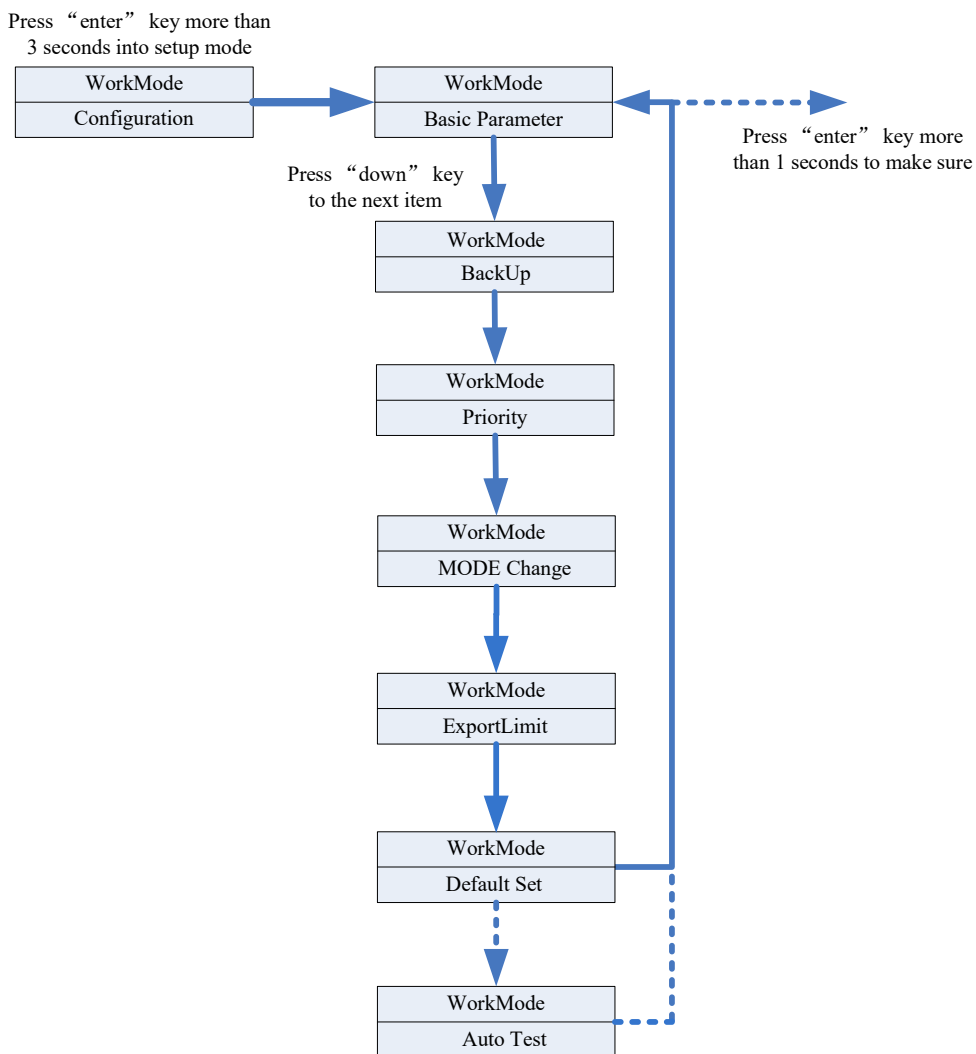 Press “enter” key more than
3 seconds into setup mode
WorkMode
Configuration
WorkMode
Basic Parameter
Press “enter” key more
than 1 seconds to make sure
Press “down” key
to the next item
WorkMode
BackUp
WorkMode
Priority
WorkMode
MODE Change
WorkMode
ExportLimit
WorkMode
Default Set
WorkMode
Auto Test